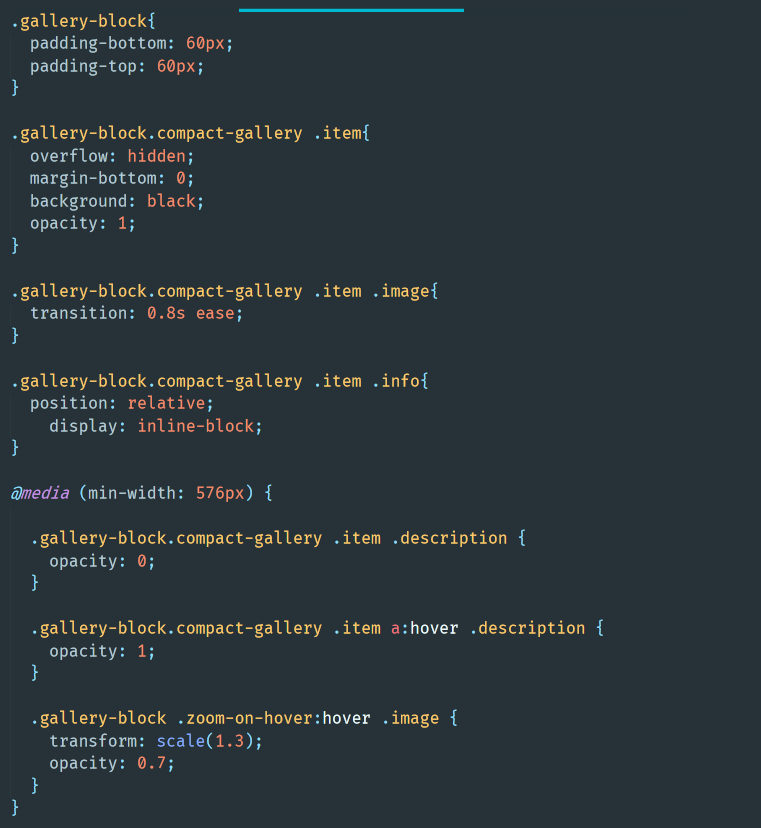 .gallery-block{
  padding-bottom: 60px;
  padding-top: 60px;
}
.gallery-block.compact-gallery .item{
  overflow: hidden;
  margin-bottom: 0;
  background: black;
  opacity: 1;
}
.gallery-block.compact-gallery .item .image{
  transition: 0.8s ease;
}
.gallery-block.compact-gallery .item .info{
  position: relative;
    display: inline-block;
}
@media (min-width: 576px) {
  .gallery-block.compact-gallery .item .description {
    opacity: 0;
  }
  .gallery-block.compact-gallery .item a:hover .description {
    opacity: 1;
  }
  .gallery-block .zoom-on-hover:hover .image {
    transform: scale(1.3);
    opacity: 0.7;
  }
}